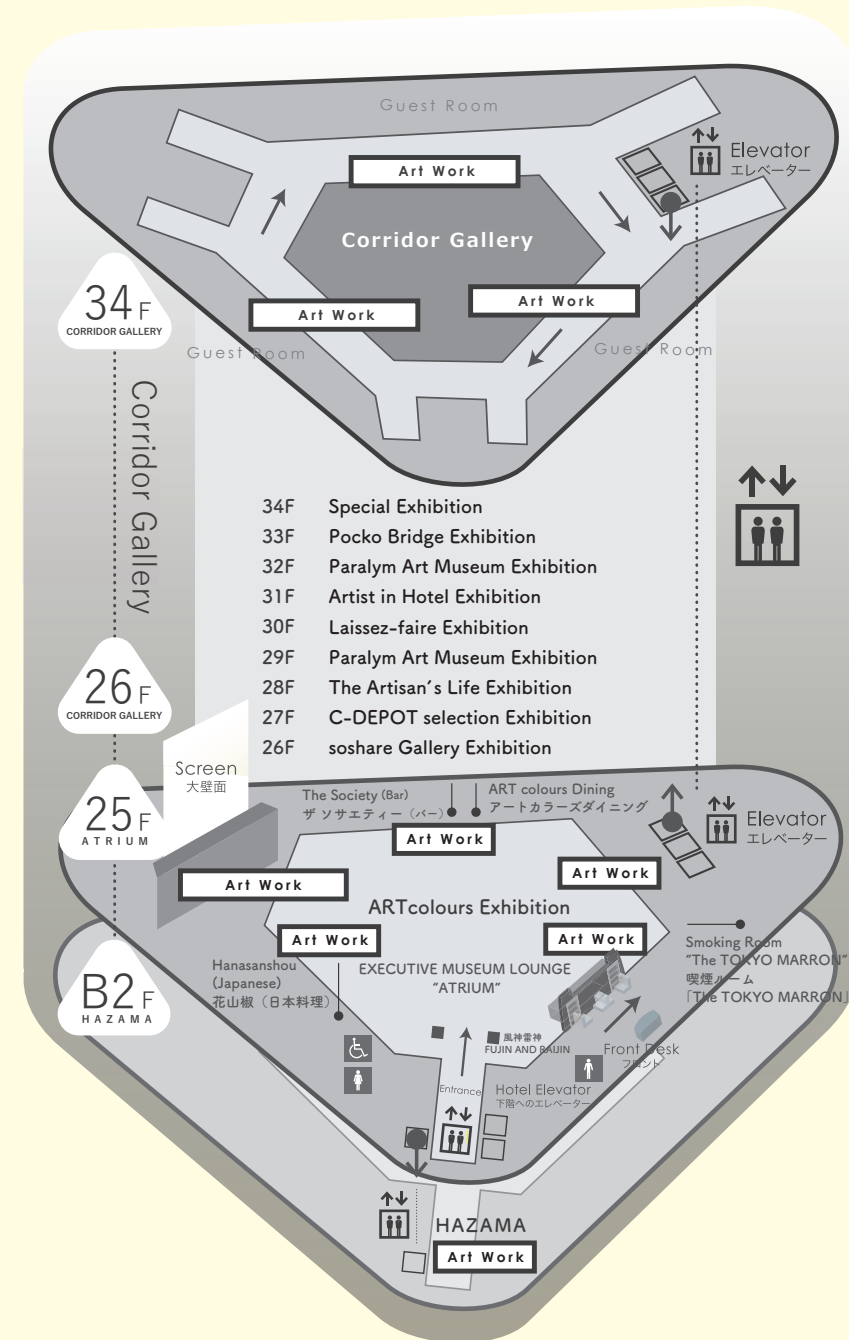 Guest Room
Elevator
エレベーター
Art Work
Corridor Gallery
Art Work
Art Work
Guest Room
Guest Room
34 F
CORRIDOR GALLERY
Corridor Gallery
34F Special Exhibition
33F Pocko Bridge Exhibition
32F Paralym Art Museum Exhibition
31F Artist in Hotel Exhibition
30F Laissez-faire Exhibition
29F Paralym Art Museum Exhibition
28F The Artisan´s Life Exhibition
27F C-DEPOT selection Exhibition
26F soshare Gallery Exhibition
26 F
CORRIDOR GALLERY
Screen
大壁面
25 F
ATRIUM
The Society (Bar)
ザ ソサエティー（バー）
ART colours Dining
アートカラーズダイニング
Elevator
エレベーター
Art Work
Art Work
Art Work
ARTcolours Exhibition
Art Work
Art Work
Smoking Room
"The TOKYO MARRON"
喫煙ルーム
「The TOKYO MARRON」
Hanasanshou
(Japanese)
花山椒（日本料理）
EXECUTIVE MUSEUM LOUNGE
"ATRIUM"
B2 F
HAZAMA
風神雷神
FUJIN AND RAIJIN
Front Desk
フロント
Entrance
Hotel Elevator
下階へのエレベーター
HAZAMA
Art Work